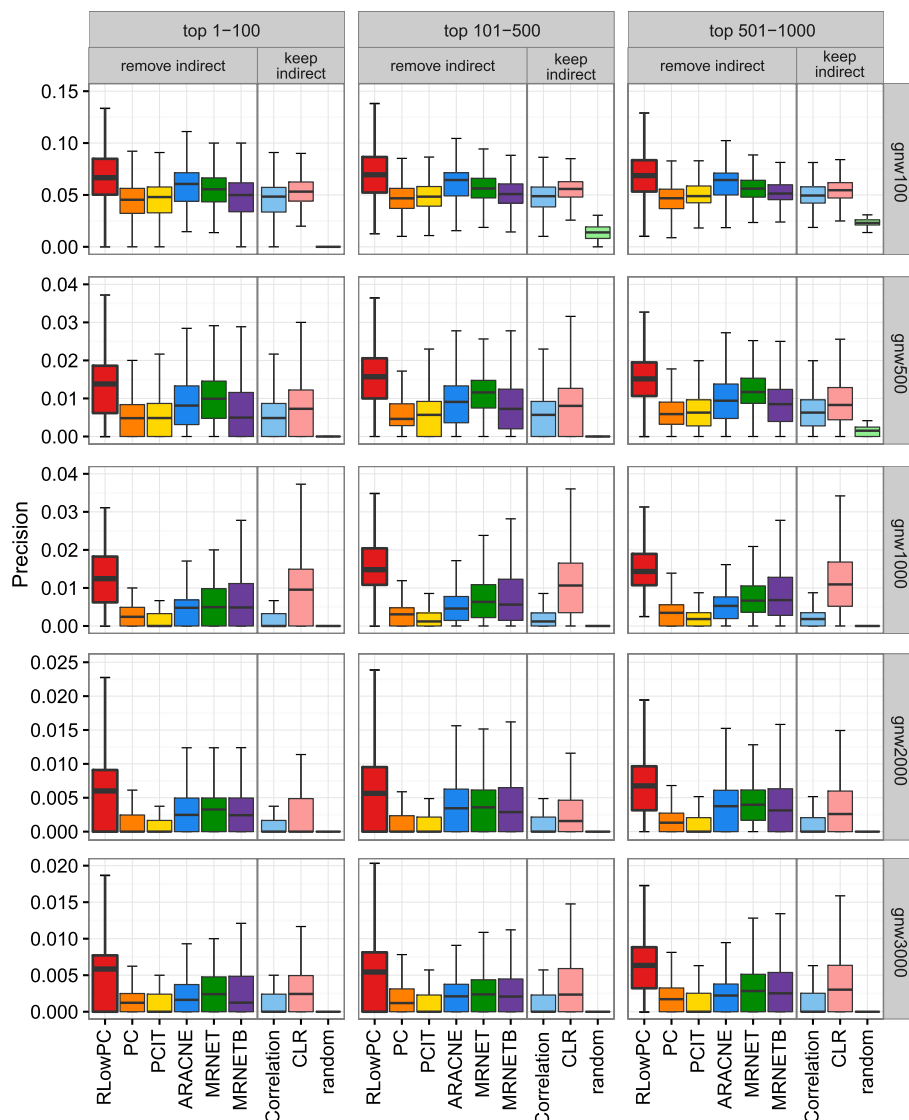 top 1−100
top 101−500
top 501−1000
remove indirect
keep
indirect
remove indirect
keep
indirect
remove indirect
keep
indirect
Precision
0.15
0.10
0.05
0.00
gnw100
0.04
0.03
0.02
0.01
0.00
gnw500
0.04
0.03
0.02
0.01
0.00
gnw1000
0.025
0.020
0.015
0.010
0.005
0.000
gnw2000
0.020
0.015
0.010
0.005
0.000
gnw3000
RLowPC
PC
PCIT
ARACNE
MRNET
MRNETB
Correlation
CLR
random
RLowPC
PC
PCIT
ARACNE
MRNET
MRNETB
Correlation
CLR
random
RLowPC
PC
PCIT
ARACNE
MRNET
MRNETB
Correlation
CLR
random